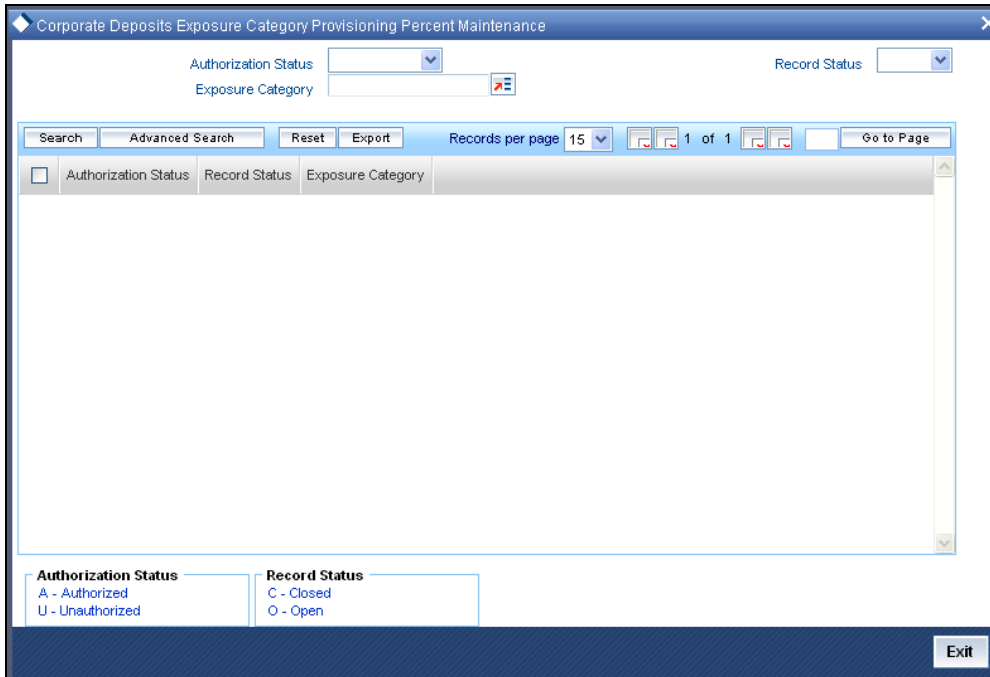 Corporate Deposits Exposure Category Provisioning Percent Maintenance
Authorization Status Record Status
Exposure Category
Search Advanced Search Reset Export Records per page 15 1 of 1 Go to Page
Authorization Status Record Status Exposure Category
Authorization Status Record Status
A - Authorized C - Closed
U - Unauthorized O - Open
Exit